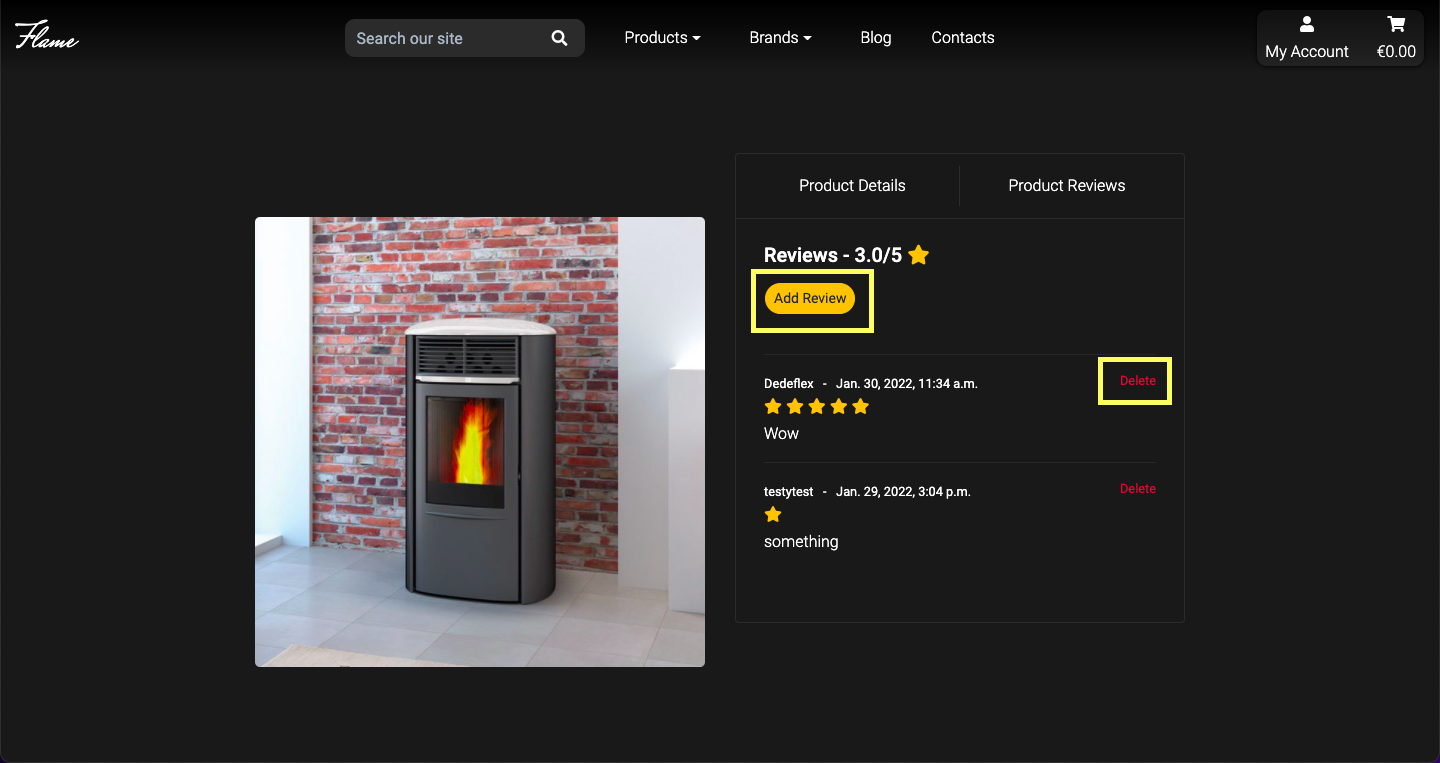 Flame
Search our site
Products
Brands
Blog
Contacts
My Account
€0.00
Product Details
Product Reviews
Reviews - 3.0/5
Add Review
Dedeflex - Jan. 30, 2022, 11:34 a.m.
Delete
Wow
testytest - Jan. 29, 2022, 3:04 p.m.
Delete
something